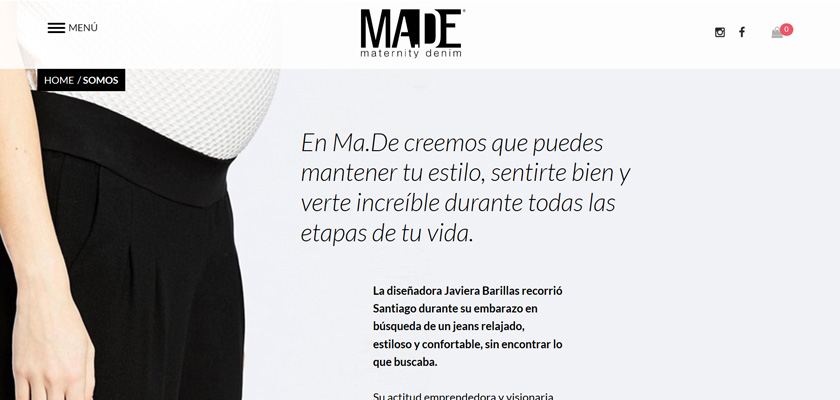 MENÚ
MA.DE®
maternity denim
0
HOME / SOMOS
En Ma.De creemos que puedes
mantener tu estilo, sentirte bien y
verte increíble durante todas las
etapas de tu vida.
La diseñadora Javiera Barillas recorrió
Santiago durante su embarazo en
búsqueda de un jeans relajado,
estiloso y confortable, sin encontrar lo
que buscaba.
Su actitud emprendedora y visionaria